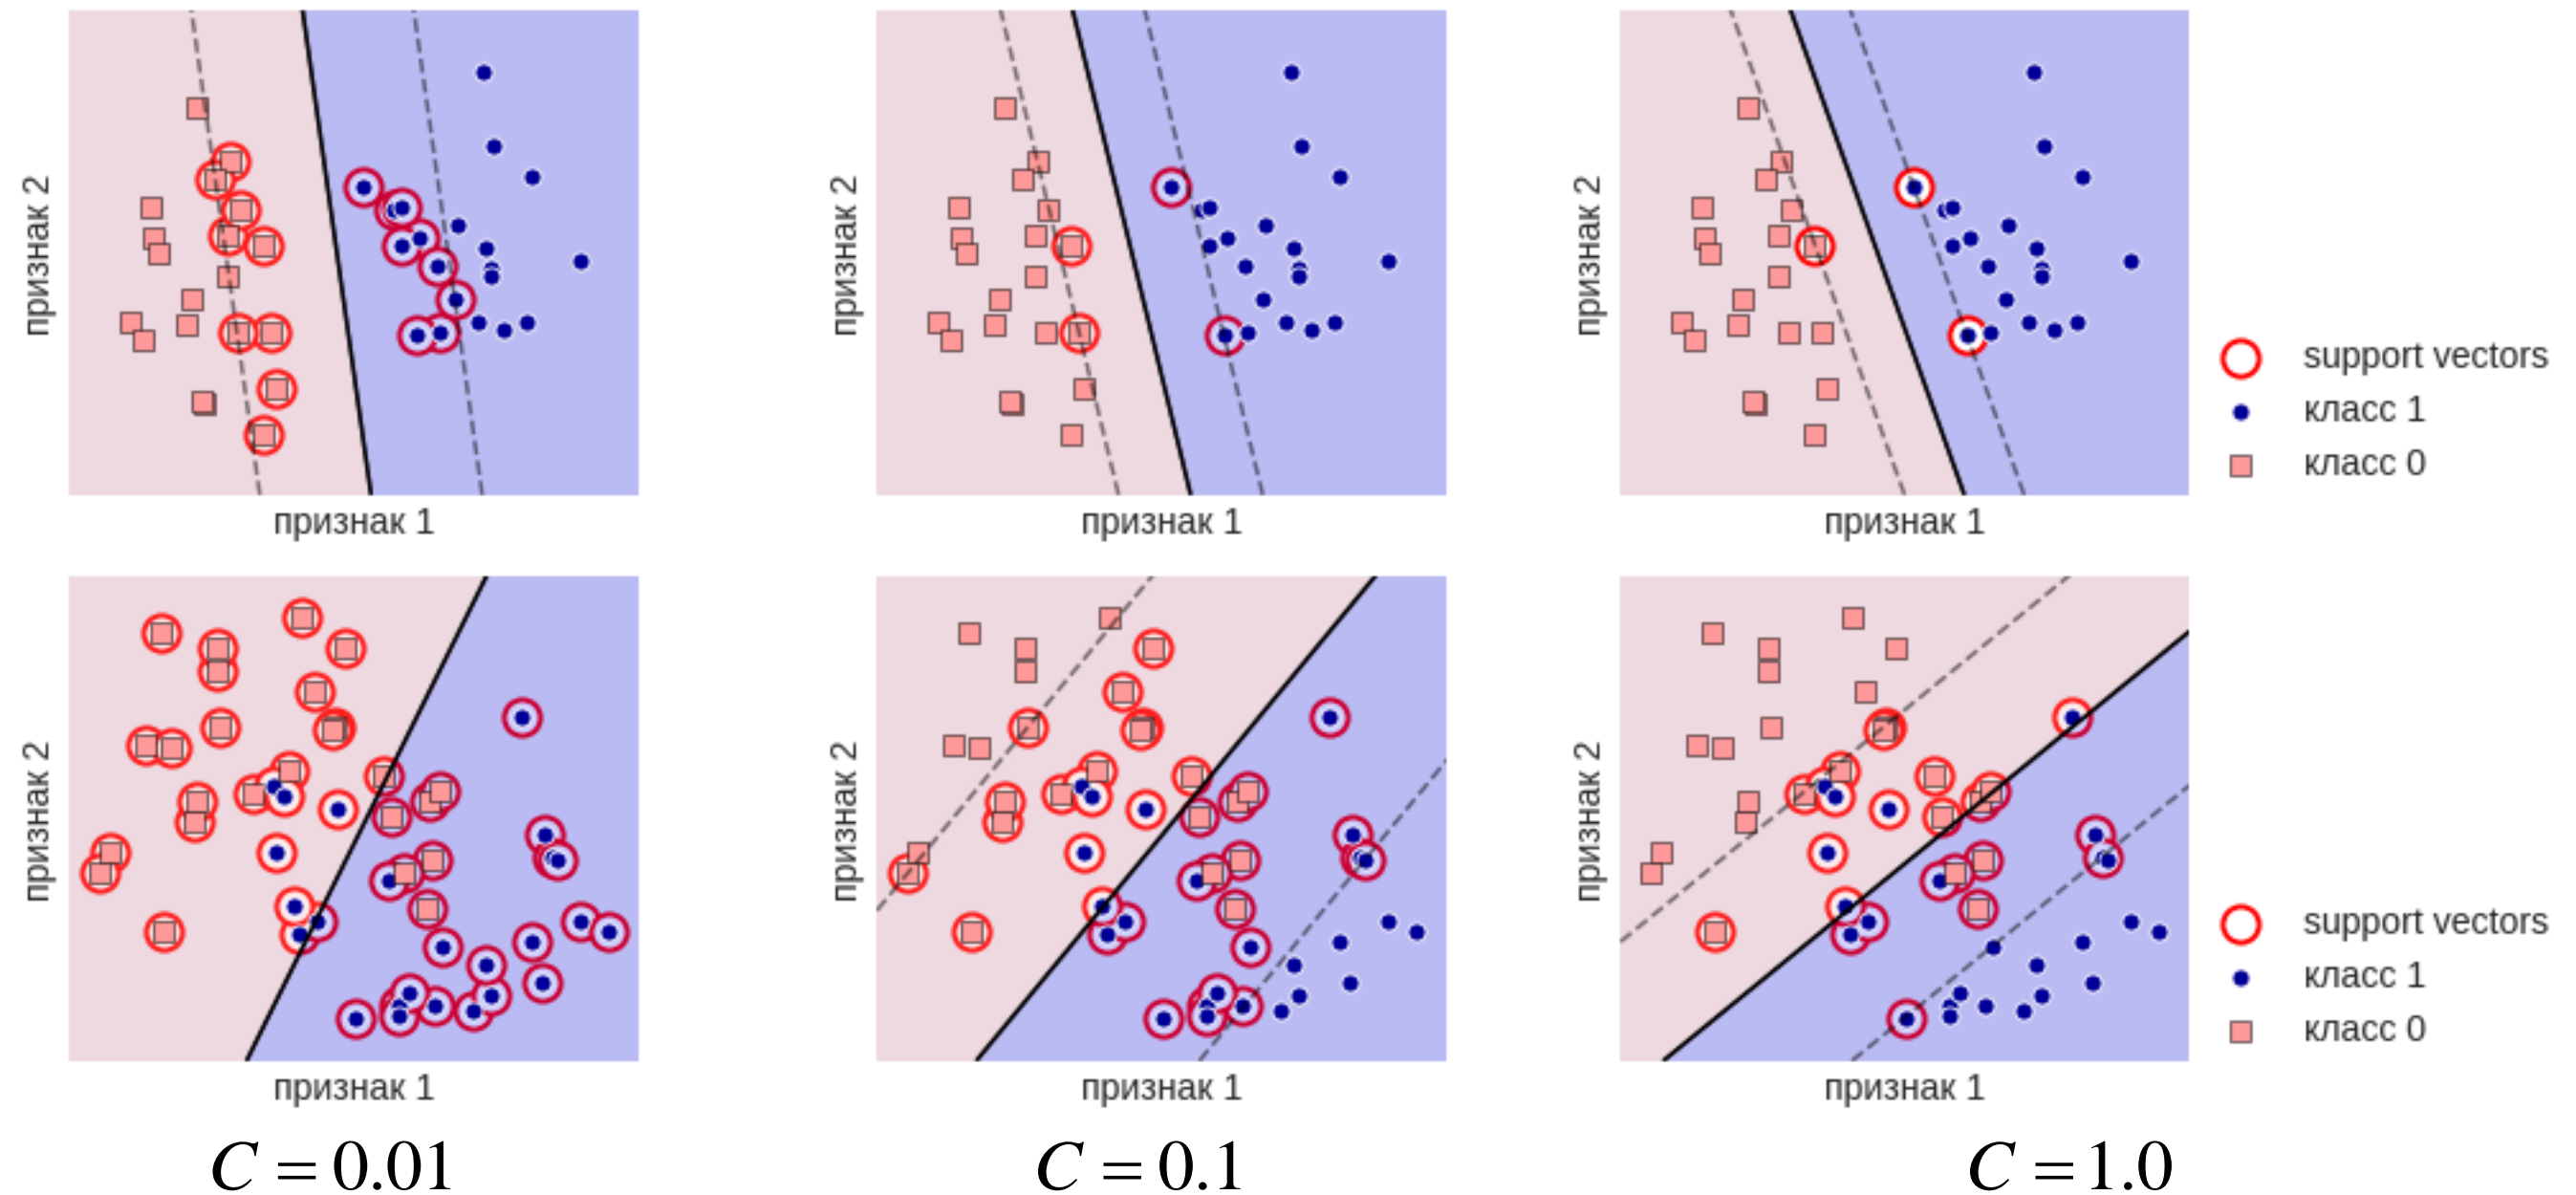 признак 2
признак 1
признак 2
признак 1
признак 2
признак 1
support vectors
класс 1
класс 0
признак 2
признак 1
признак 2
признак 1
признак 2
признак 1
support vectors
класс 1
класс 0
C = 0.01
C = 0.1
C = 1.0